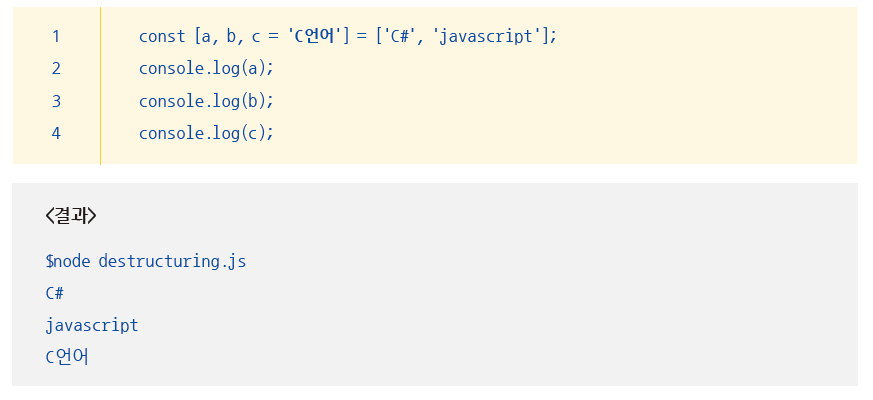 1 const [a, b, c = 'C언어'] = ['C#', 'javascript'];
2 console.log(a);
3 console.log(b);
4 console.log(c);
<결과>
$node destructuring.js
C#
javascript
C언어